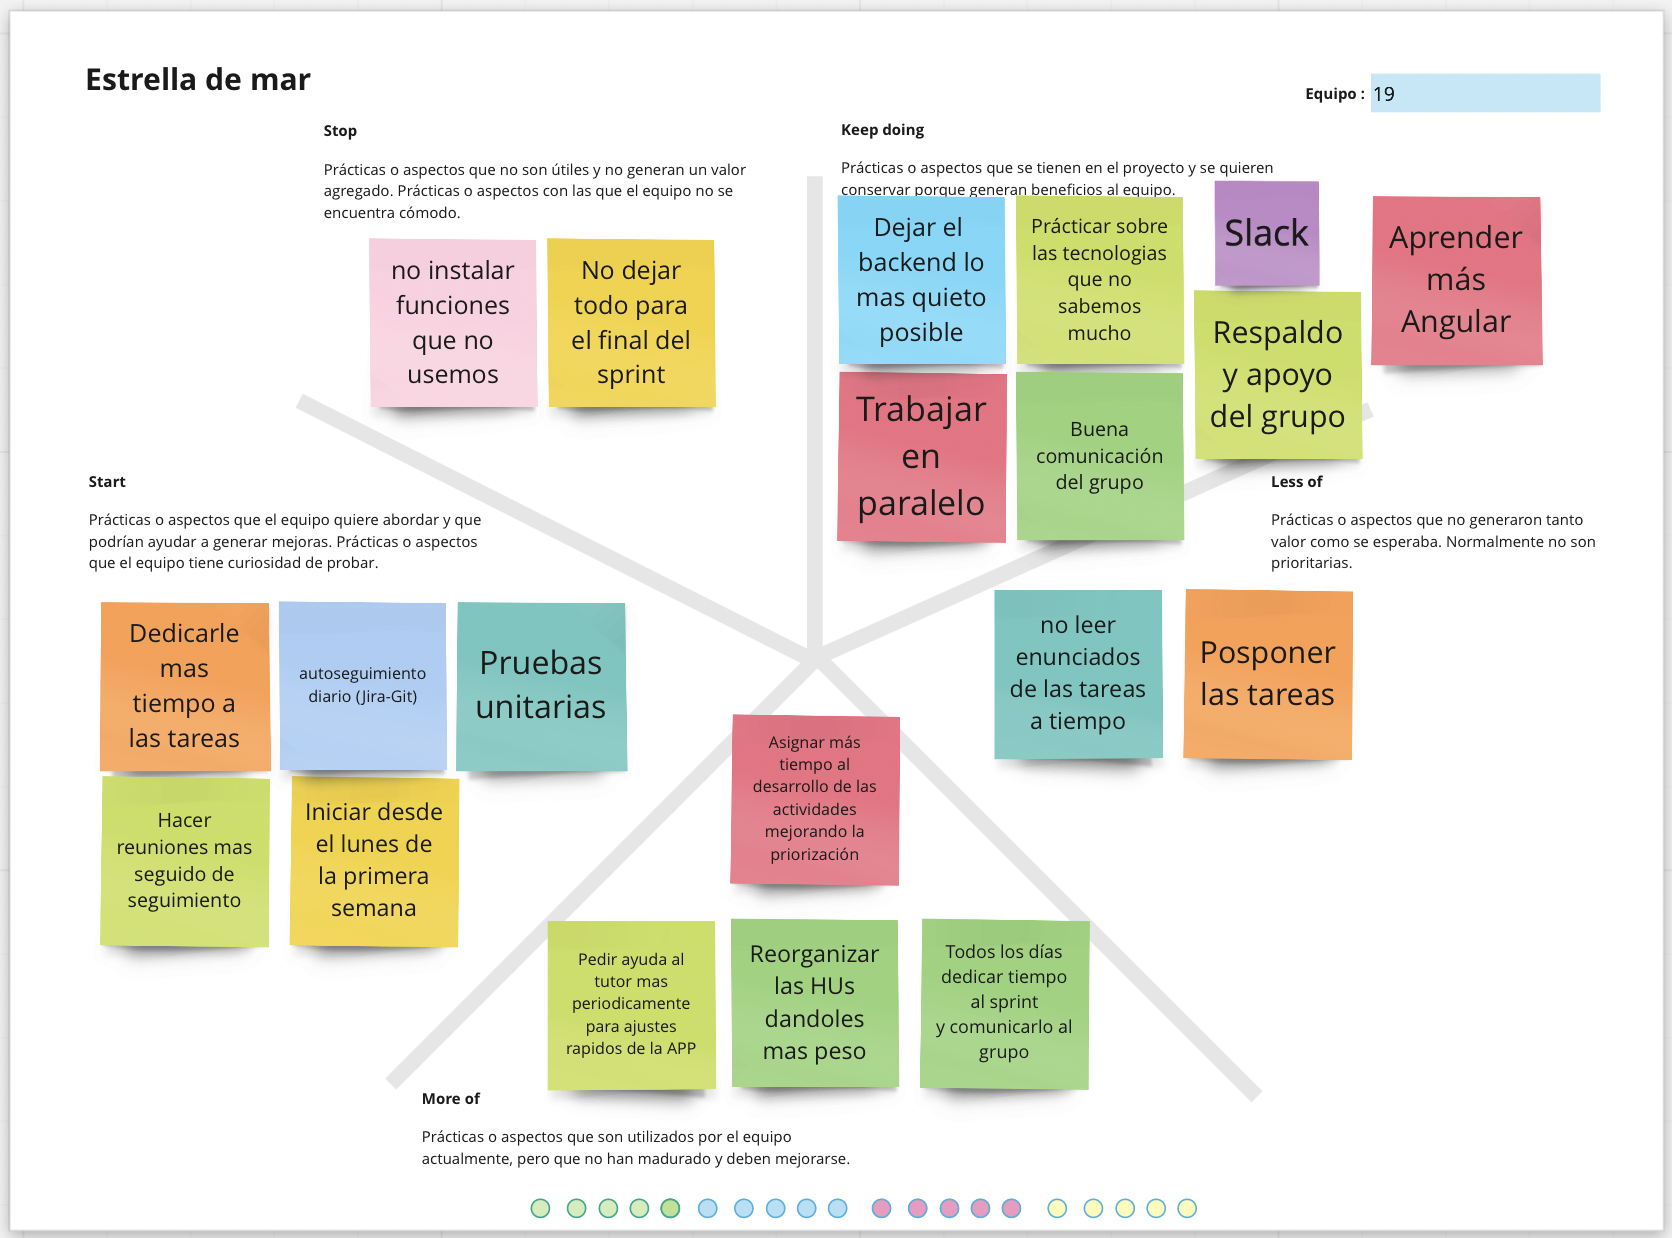 Estrella de mar
Equipo :
19
Stop
Prácticas o aspectos que no son útiles y no generan un valor
agregado. Prácticas o aspectos con las que el equipo no se
encuentra cómodo.
no instalar
funciones
que no
usemos
No dejar
todo para
el final del
sprint
Keep doing
Prácticas o aspectos que se tienen en el proyecto y se quieren
conservar porque generan beneficios al equipo.
Dejar el
backend lo
mas quieto
posible
Prácticar sobre
las tecnologias
que no
sabemos
mucho
Slack
Aprender
más
Angular
Respaldo
y apoyo
del grupo
Trabajar
en
paralelo
Buena
comunicación
del grupo
Start
Prácticas o aspectos que el equipo quiere abordar y que
podrían ayudar a generar mejoras. Prácticas o aspectos
que el equipo tiene curiosidad de probar.
Dedicarle
mas
tiempo a
las tareas
autoseguimiento
diario (Jira-Git)
Pruebas
unitarias
Hacer
reuniones mas
seguido de
seguimiento
Iniciar desde
el lunes de
la primera
semana
Less of
Prácticas o aspectos que no generaron tanto
valor como se esperaba. Normalmente no son
prioritarias.
no leer
enunciados
de las tareas
a tiempo
Posponer
las tareas
Asignar más
tiempo al
desarrollo de las
actividades
mejorando la
priorización
Pedir ayuda al
tutor mas
periodicamente
para ajustes
rapidos de la APP
Reorganizar
las HUs
dandoles
mas peso
Todos los días
dedicar tiempo
al sprint
y comunicarlo al
grupo
More of
Prácticas o aspectos que son utilizados por el equipo
actualmente, pero que no han madurado y deben mejorarse.